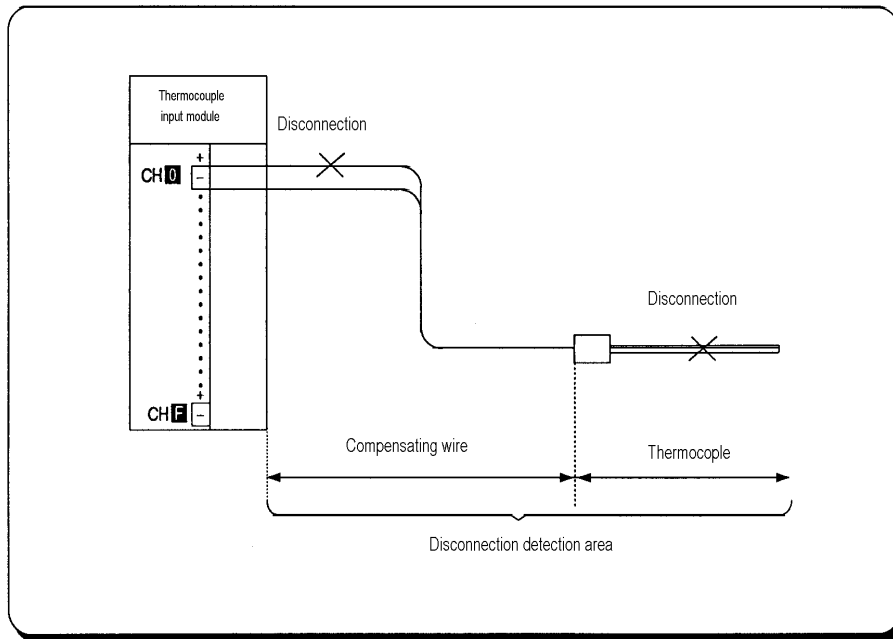 Thermocouple
input module
Disconnection
+
CH 0 -
Disconnection
+
CH F -
Compensating wire
Thermocople
Disconnection detection area